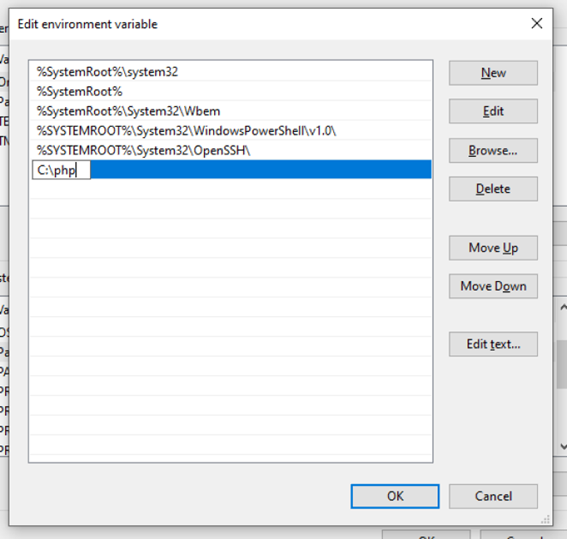 Edit environment variable
%SystemRoot%\system32
%SystemRoot%
%SystemRoot%\System32\Wbem
%SYSTEMROOT%\System32\WindowsPowerShell\v1.0\
%SYSTEMROOT%\System32\OpenSSH\
C:\php
New
Edit
Browse...
Delete
Move Up
Move Down
Edit text...
OK
Cancel